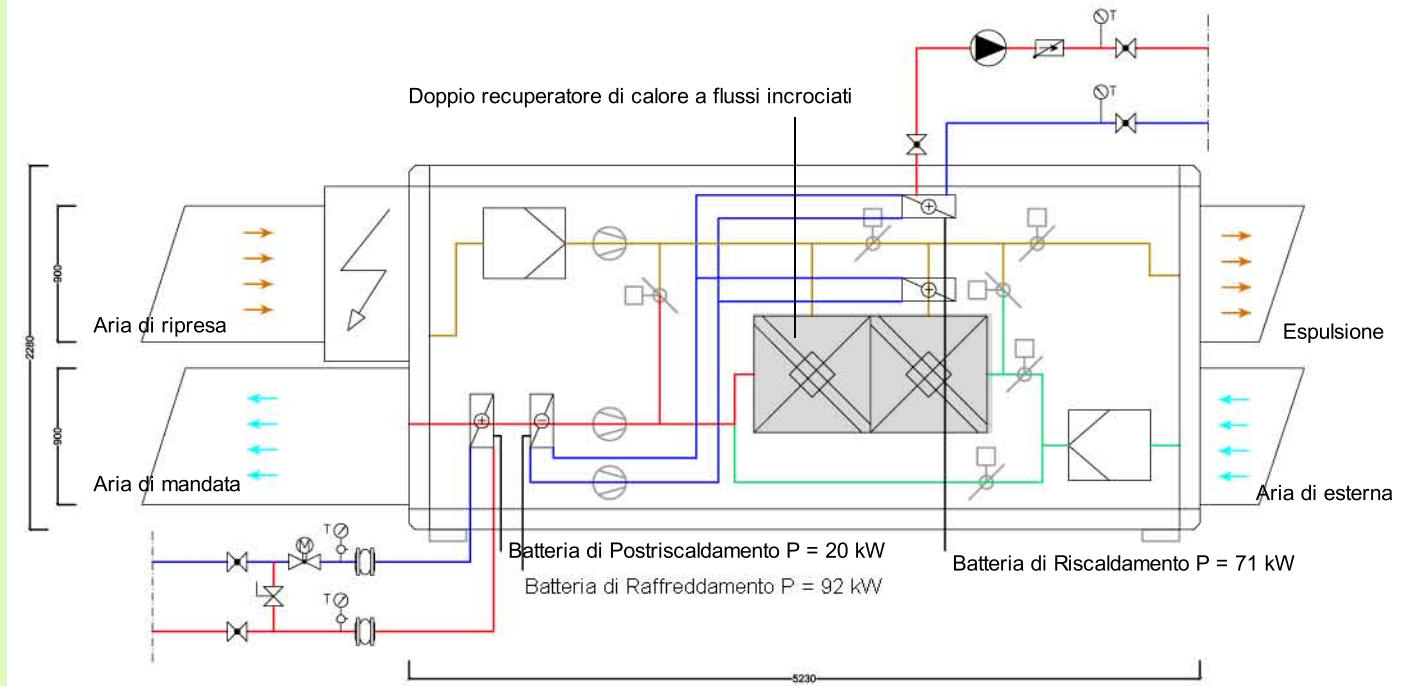 T
Doppio recuperatore di calore a flussi incrociati
T
900
Aria di ripresa
Espulsione
2280
900
Aria di mandata
Aria di esterna
T
M
Batteria di Postriscaldamento P = 20 kW
Batteria di Riscaldamento P = 71 kW
Batteria di Raffreddamento P = 92 kW
T
5230